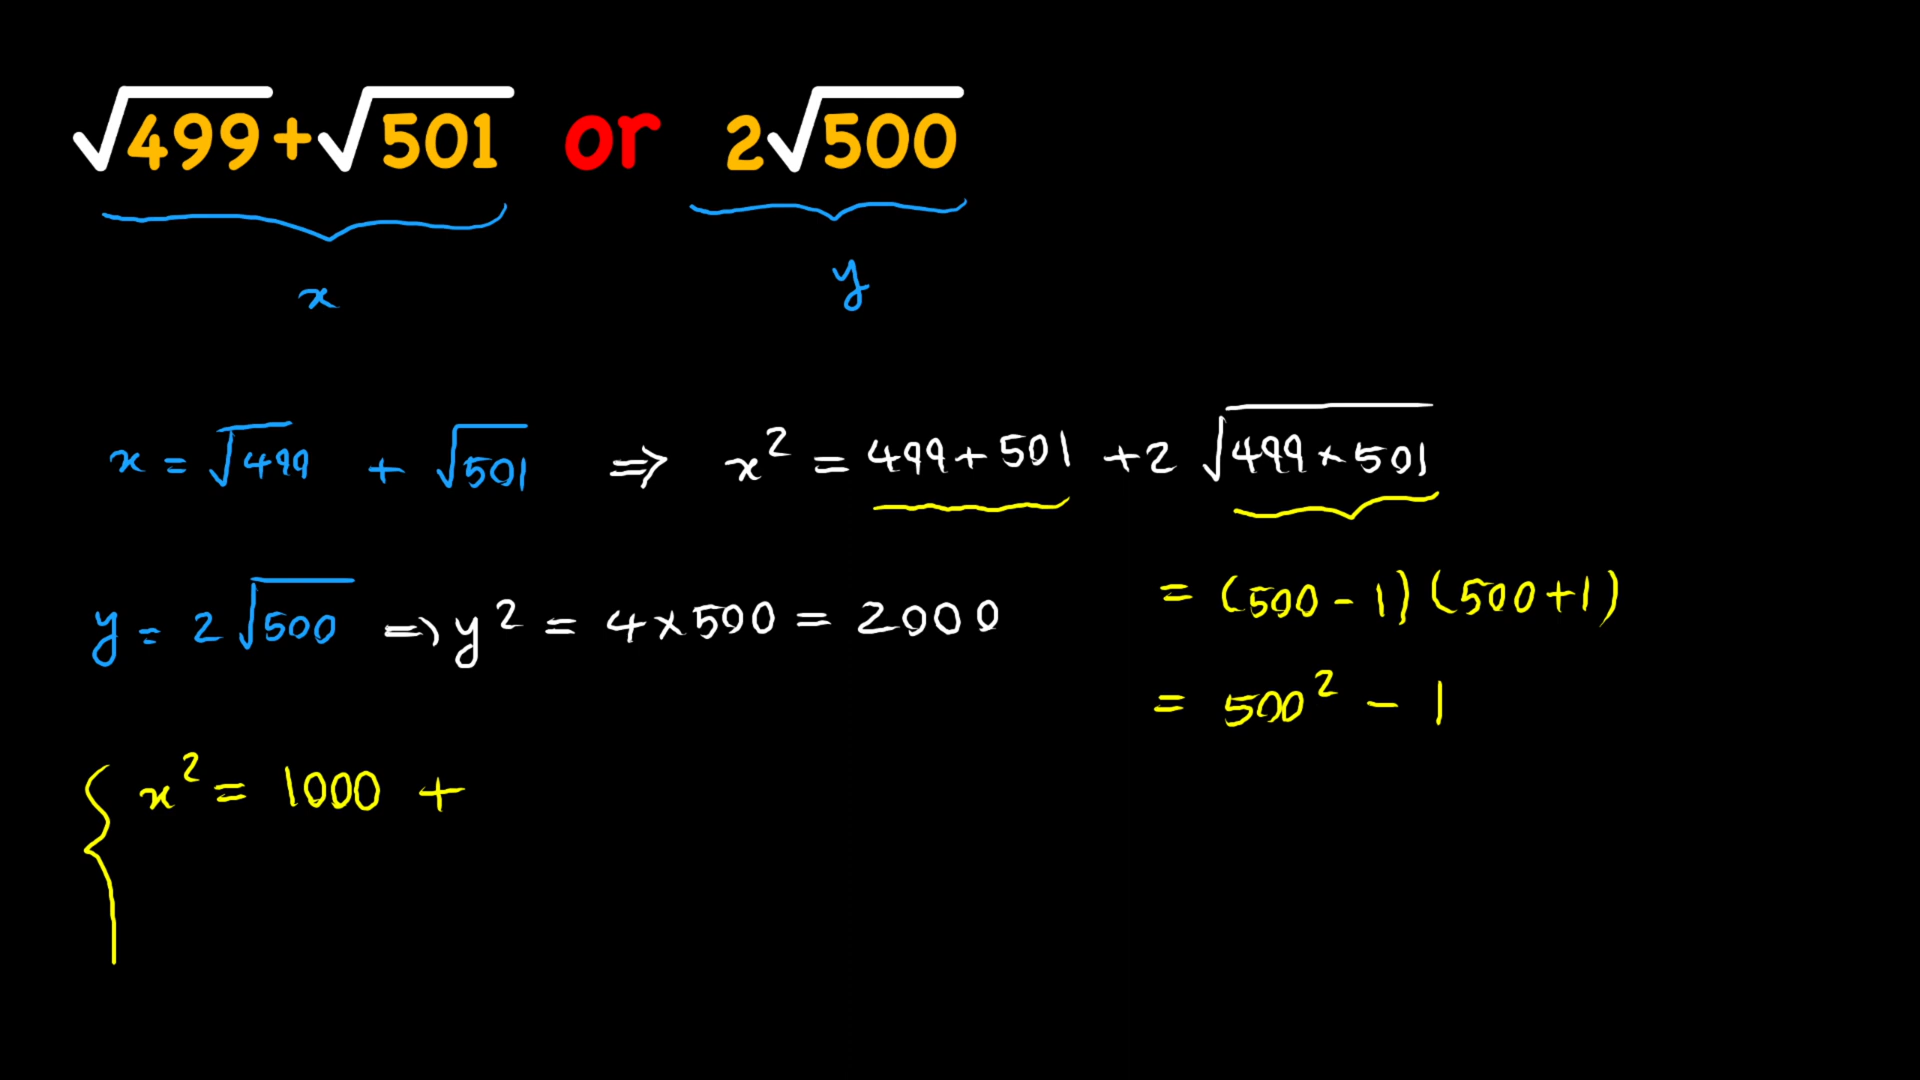 √499+√501 or 2√500
x y
x = √499 + √501 ⇒ x² = 499+501 +2 √499×501
y = 2 √500 ⇒ y² = 4×500 = 2000
= (500-1)(500+1)
= 500² - 1
x² = 1000 +